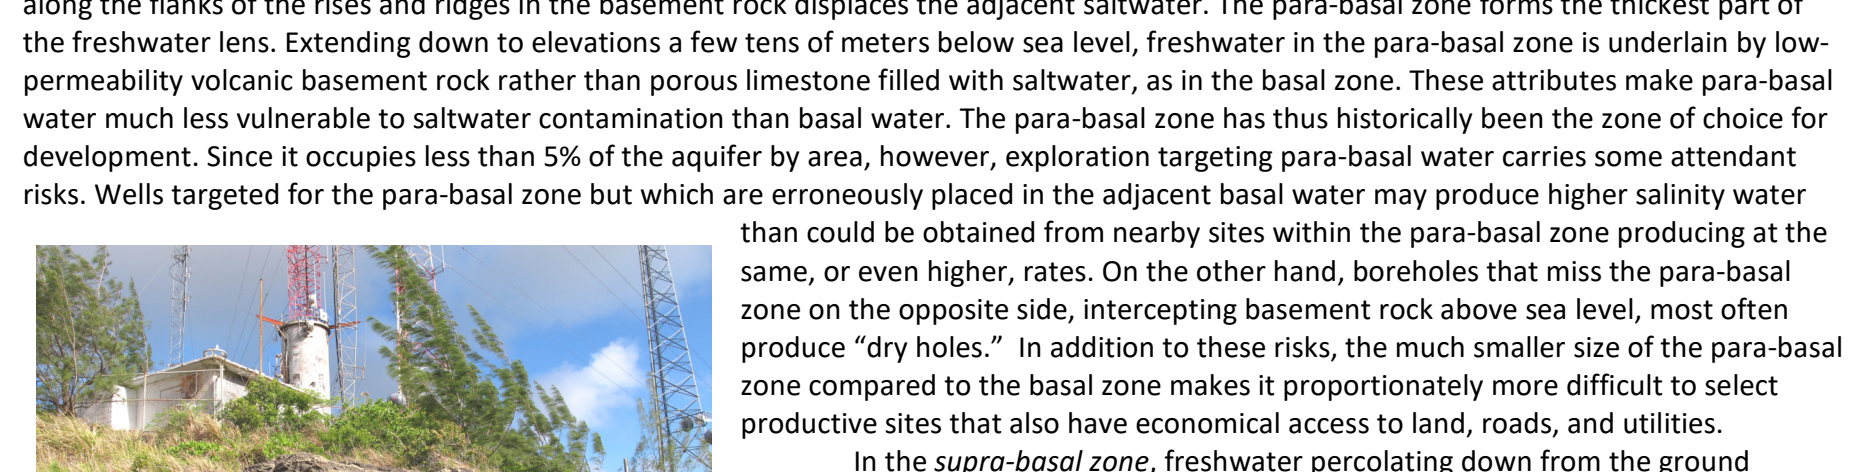 along the flanks of the rises and ridges in the basement rock displaces the adjacent saltwater. The para-basal zone forms the thickest part of
the freshwater lens. Extending down to elevations a few tens of meters below sea level, freshwater in the para-basal zone is underlain by low-
permeability volcanic basement rock rather than porous limestone filled with saltwater, as in the basal zone. These attributes make para-basal
water much less vulnerable to saltwater contamination than basal water. The para-basal zone has thus historically been the zone of choice for
development. Since it occupies less than 5% of the aquifer by area, however, exploration targeting para-basal water carries some attendant
risks. Wells targeted for the para-basal zone but which are erroneously placed in the adjacent basal water may produce higher salinity water
than could be obtained from nearby sites within the para-basal zone producing at the
same, or even higher, rates. On the other hand, boreholes that miss the para-basal
zone on the opposite side, intercepting basement rock above sea level, most often
produce “dry holes.”  In addition to these risks, the much smaller size of the para-basal
zone compared to the basal zone makes it proportionately more difficult to select
productive sites that also have economical access to land, roads, and utilities.
In the supra-basal zone, freshwater percolating down from the ground